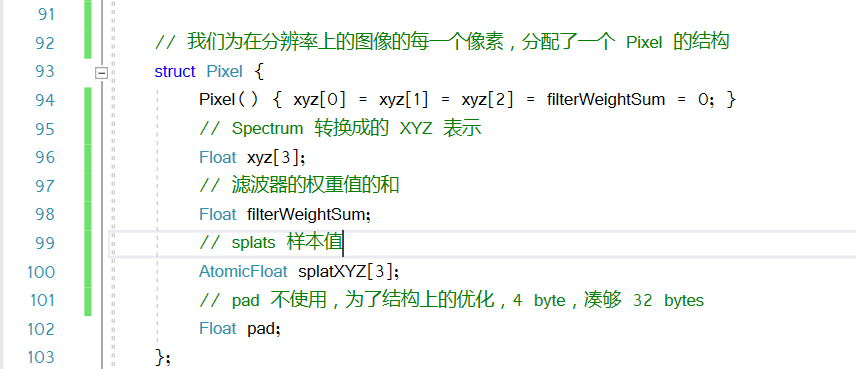 91
92 // 我们为在分辨率上的图像的每一个像素，分配了一个 Pixel 的结构
93 struct Pixel {
94 Pixel() { xyz[0] = xyz[1] = xyz[2] = filterWeightSum = 0; }
95 // Spectrum 转换成的 XYZ 表示
96 Float xyz[3];
97 // 滤波器的权重值的和
98 Float filterWeightSum;
99 // splats 样本值
100 AtomicFloat splatXYZ[3];
101 // pad 不使用，为了结构上的优化，4 byte，凑够 32 bytes
102 Float pad;
103 };